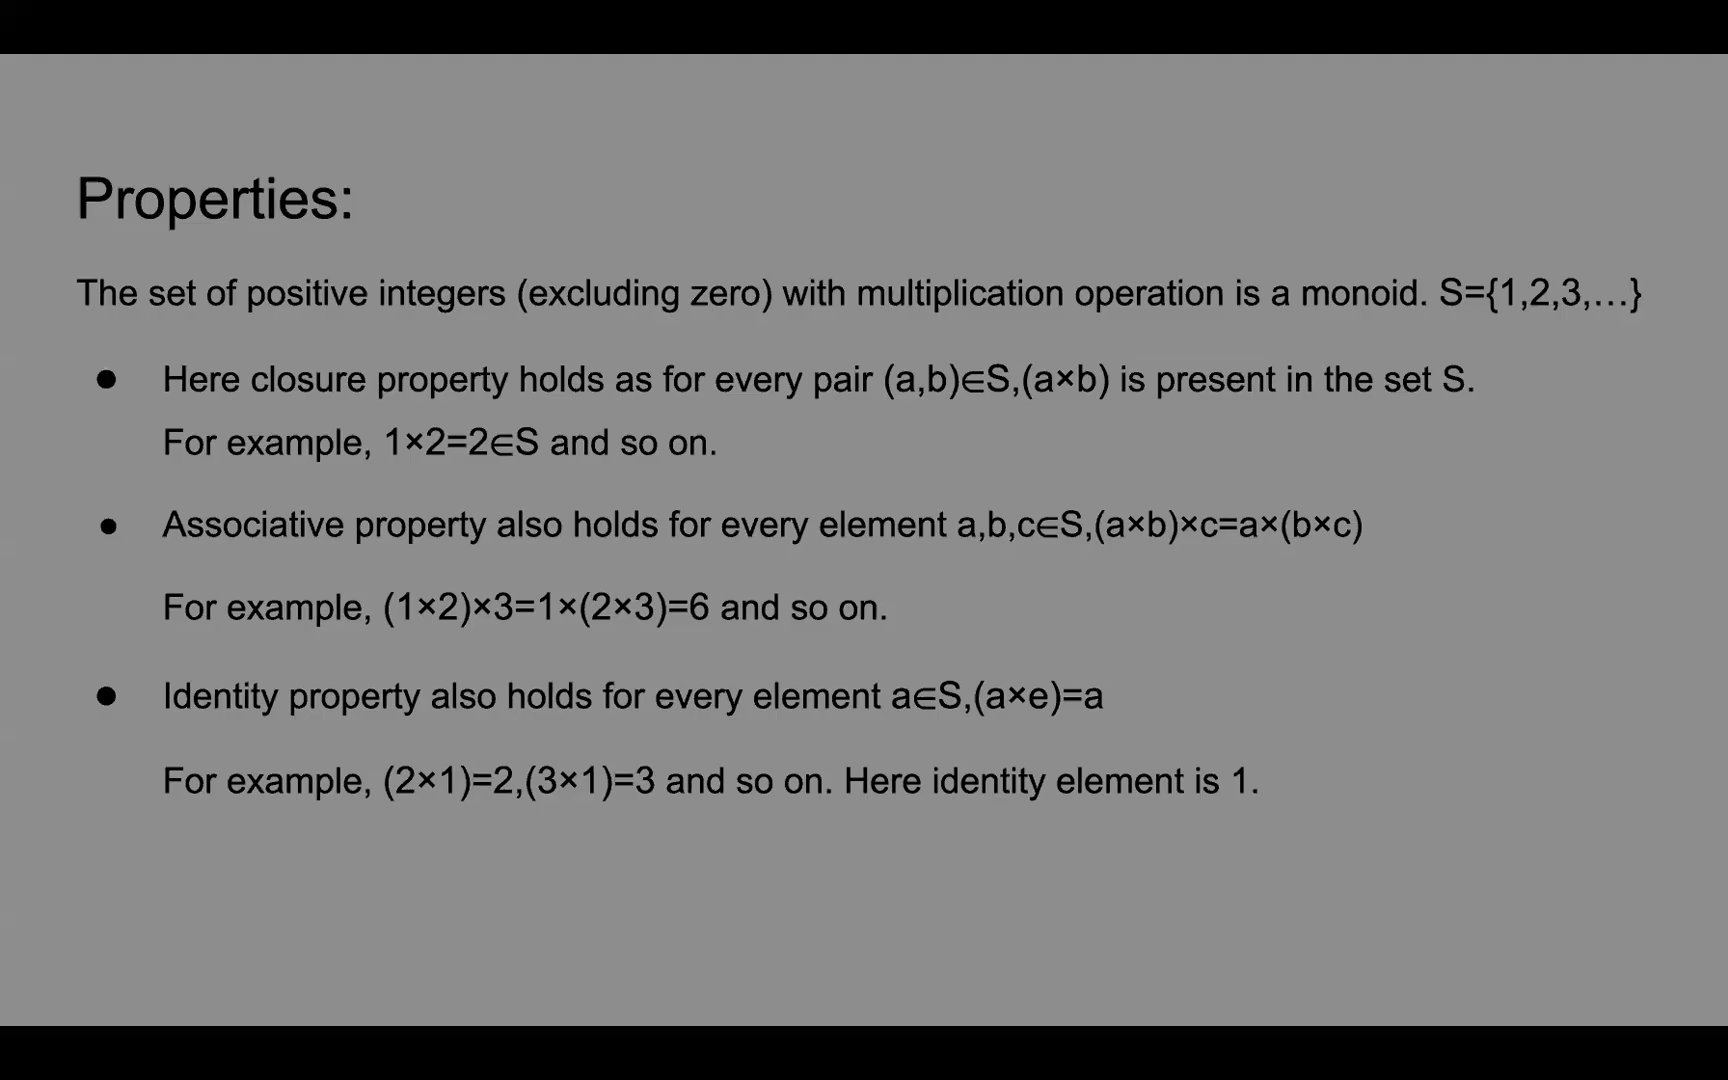 Properties:
The set of positive integers (excluding zero) with multiplication operation is a monoid. S={1,2,3,…}
● Here closure property holds as for every pair (a,b)∈S,(a×b) is present in the set S.
For example, 1×2=2∈S and so on.
● Associative property also holds for every element a,b,c∈S,(a×b)×c=a×(b×c)
For example, (1×2)×3=1×(2×3)=6 and so on.
● Identity property also holds for every element a∈S,(a×e)=a
For example, (2×1)=2,(3×1)=3 and so on. Here identity element is 1.